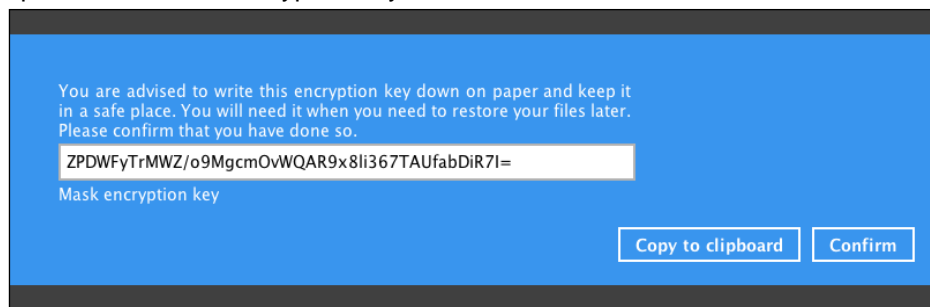 You are advised to write this encryption key down on paper and keep it
in a safe place. You will need it when you need to restore your files later.
Please confirm that you have done so.
ZPDWFyTrMWZ/o9MgcmOvWQAR9x8li367TAUfabDiR7I=
Mask encryption key
Copy to clipboard
Confirm